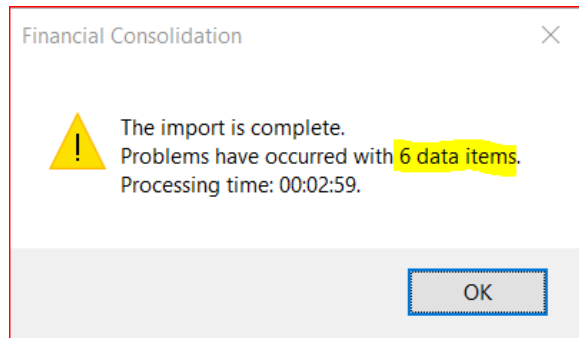 Financial Consolidation
The import is complete.
Problems have occurred with 6 data items.
Processing time: 00:02:59.
OK